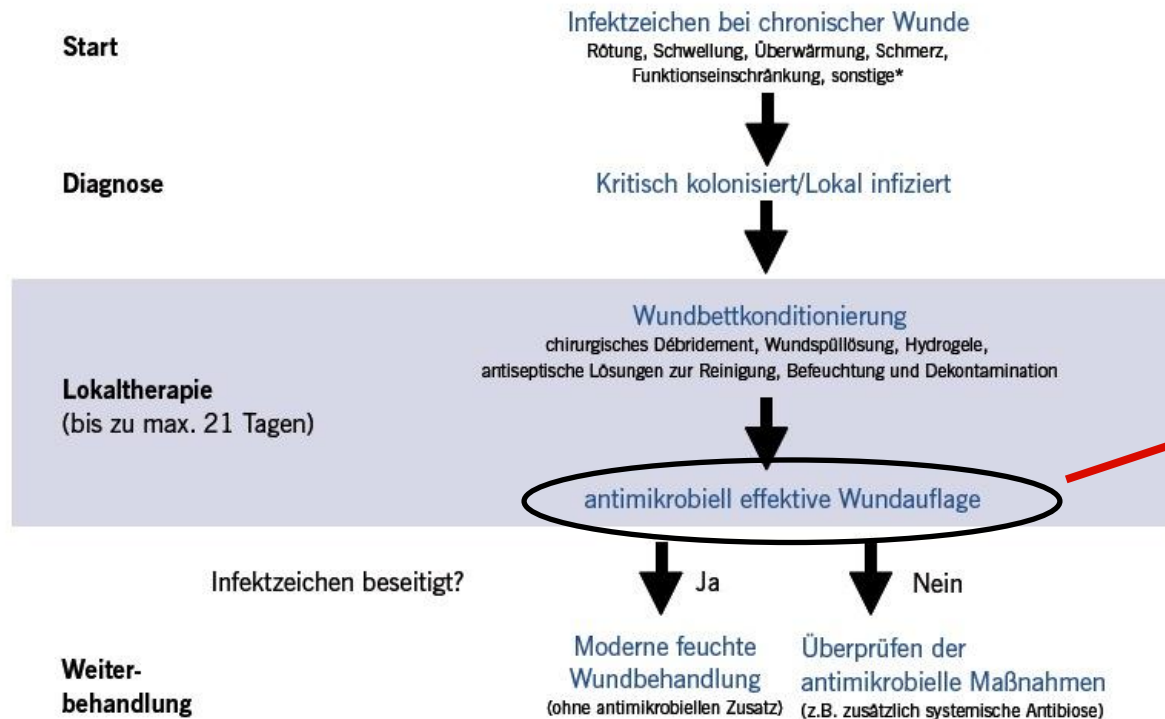 Start
Infektzeichen bei chronischer Wunde
Rötung, Schwellung, Überwärmung, Schmerz,
Funktionseinschränkung, sonstige*
Diagnose
Kritisch kolonisiert/Lokal infiziert
Wundbettkonditionierung
chirurgisches Débridement, Wundspüllösung, Hydrogele,
antiseptische Lösungen zur Reinigung, Befeuchtung und Dekontamination
Lokaltherapie
(bis zu max. 21 Tagen)
antimikrobiell effektive Wundauflage
Infektzeichen beseitigt?
Ja
Nein
Weiter-
behandlung
Moderne feuchte
Wundbehandlung
(ohne antimikrobiellen Zusatz)
Überprüfen der
antimikrobielle Maßnahmen
(z.B. zusätzlich systemische Antibiose)